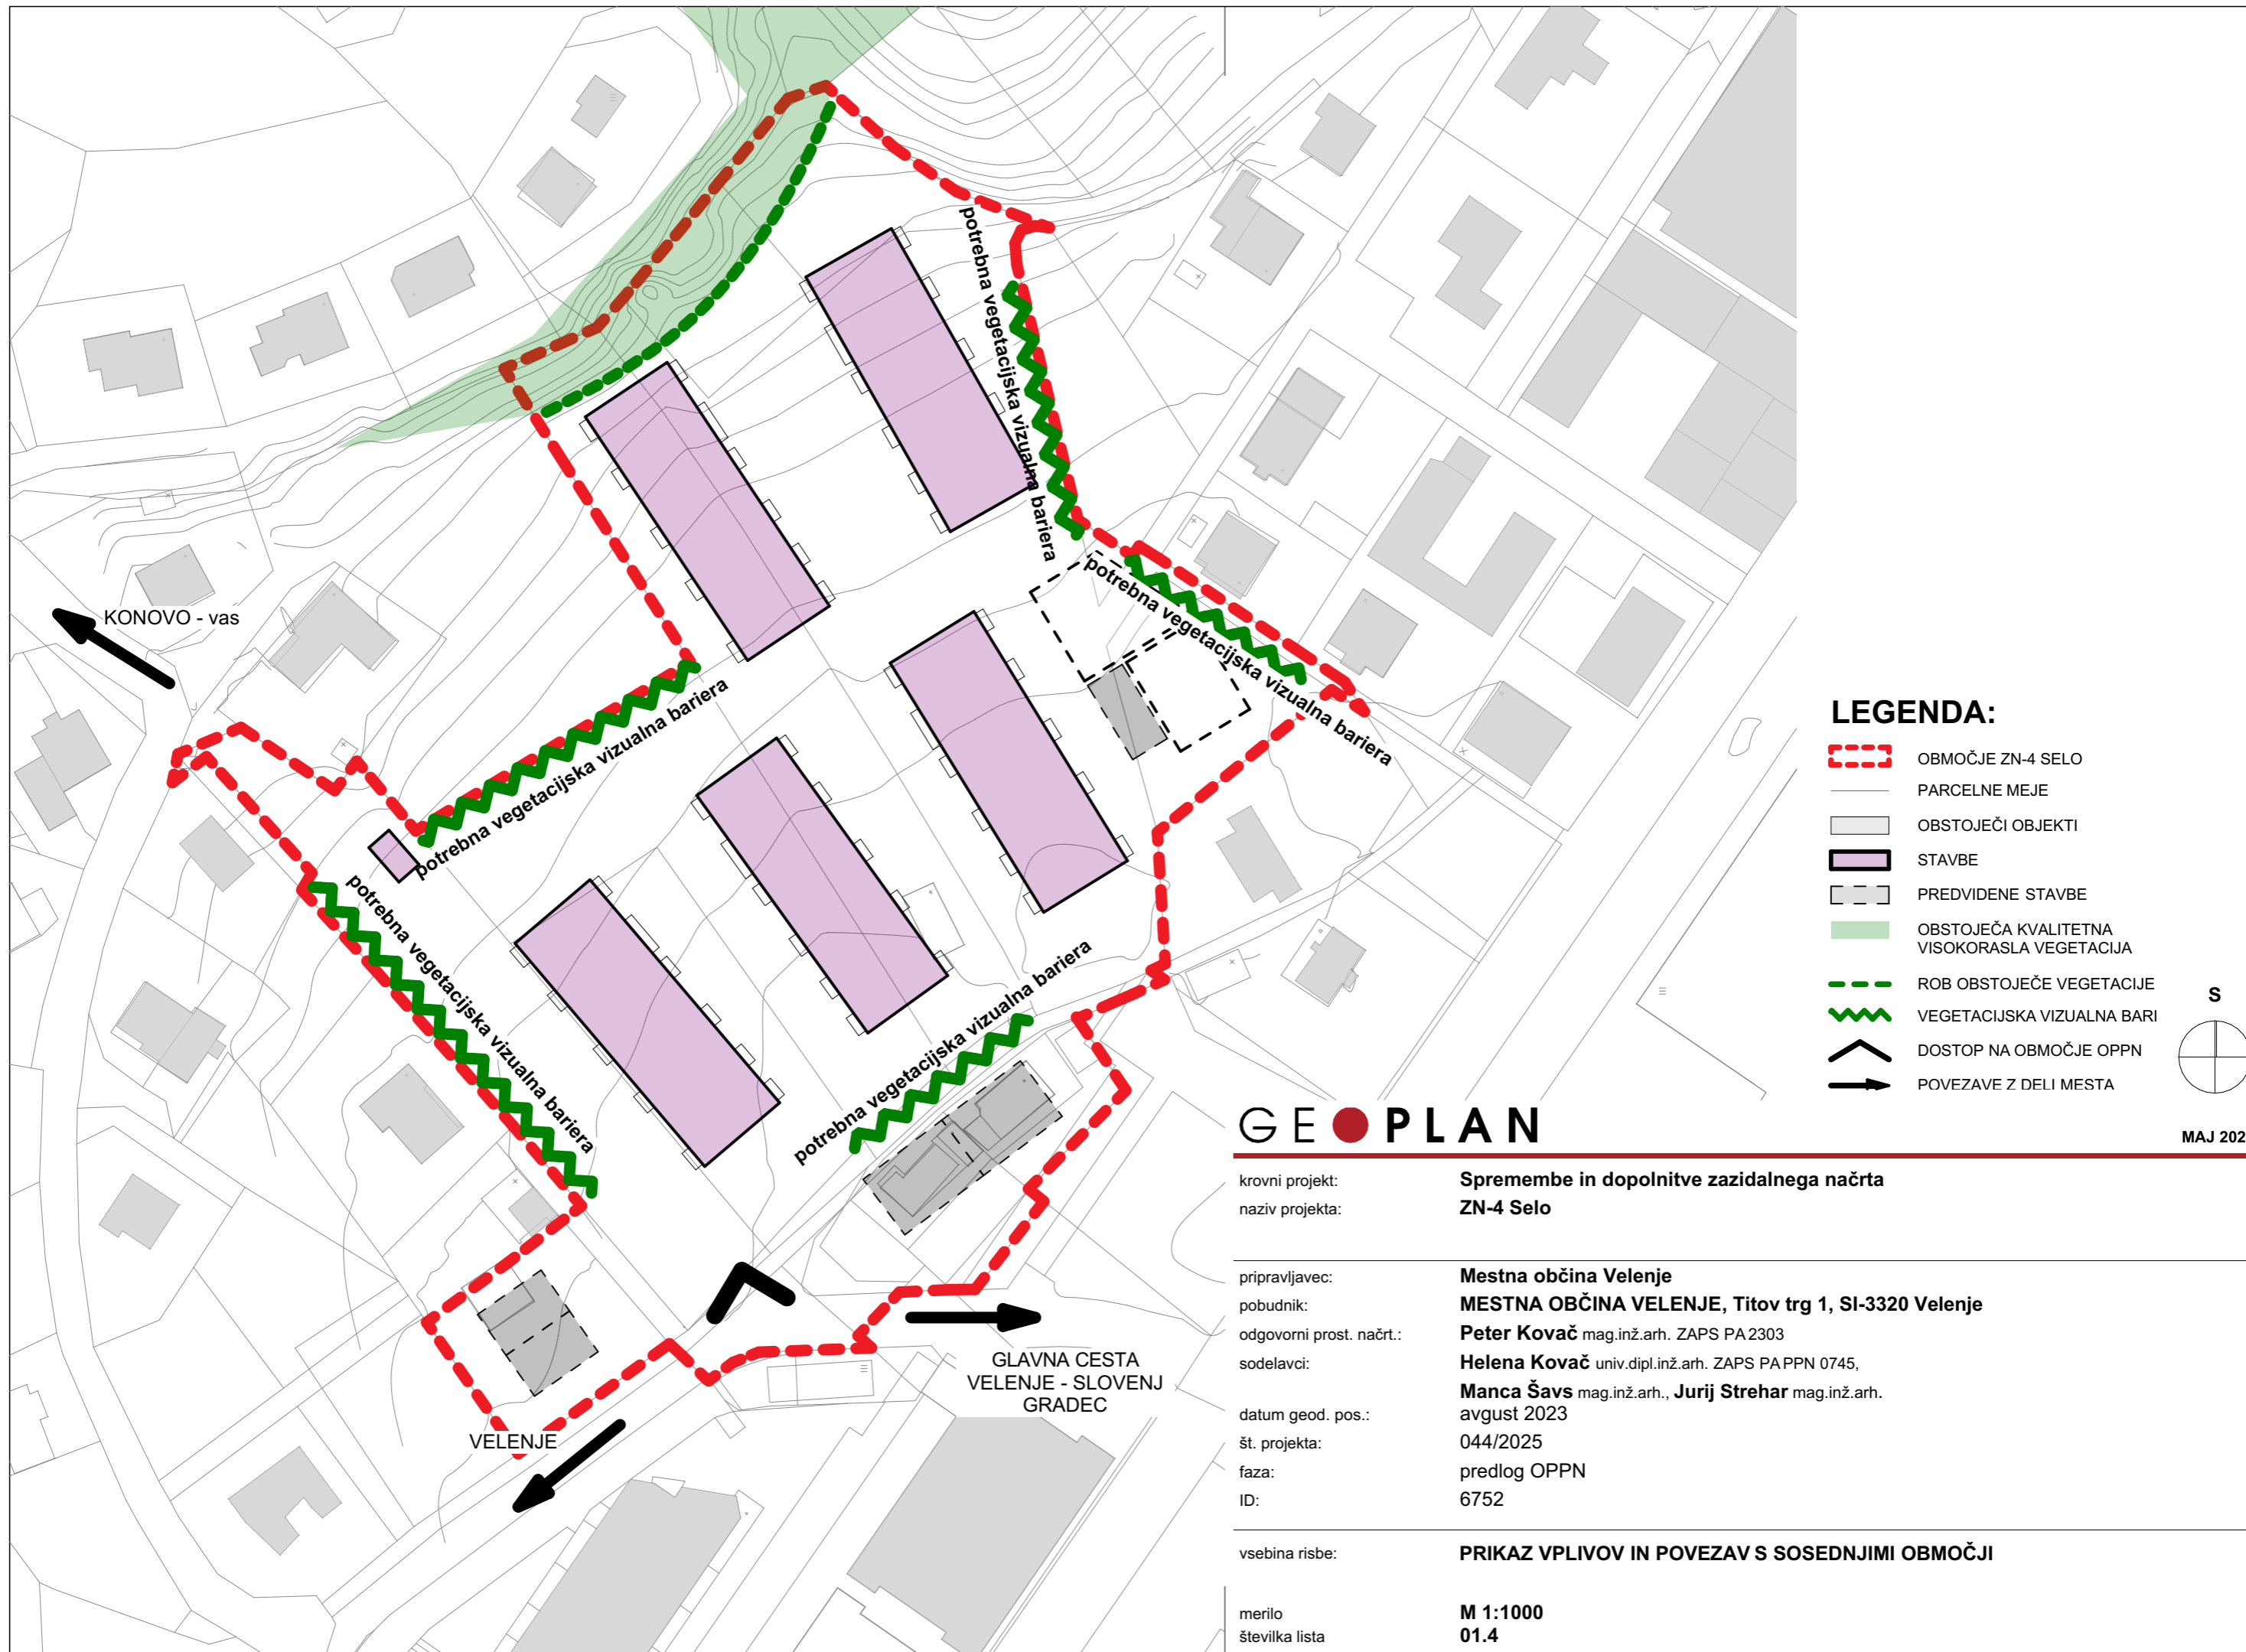 potrebna vegetacijska vizualna bariera
potrebna vegetacijska vizualna bariera
KONOVO - vas
potrebna vegetacijska vizualna bariera
potrebna vegetacijska vizualna bariera
potrebna vegetacijska vizualna bariera
GLAVNA CESTA
VELENJE - SLOVENJ
GRADEC
VELENJE
LEGENDA:
OBMOČJE ZN-4 SELO
PARCELNE MEJE
OBSTOJEČI OBJEKTI
STAVBE
PREDVIDENE STAVBE
OBSTOJEČA KVALITETNA
VISOKORASLA VEGETACIJA
ROB OBSTOJEČE VEGETACIJE
VEGETACIJSKA VIZUALNA BARI
DOSTOP NA OBMOČJE OPPN
POVEZAVE Z DELI MESTA
S
GEOPLAN
MAJ 202
krovni projekt: Spremembe in dopolnitve zazidalnega načrta
naziv projekta: ZN-4 Selo
pripravljavec: Mestna občina Velenje
pobudnik: MESTNA OBČINA VELENJE, Titov trg 1, SI-3320 Velenje
odgovorni prost. načrt.: Peter Kovač mag.inž.arh. ZAPS PA 2303
sodelavci: Helena Kovač univ.dipl.inž.arh. ZAPS PA PPN 0745,
Manca Šavs mag.inž.arh., Jurij Strehar mag.inž.arh.
datum geod. pos.: avgust 2023
št. projekta: 044/2025
faza: predlog OPPN
ID: 6752
vsebina risbe: PRIKAZ VPLIVOV IN POVEZAV S SOSEDNJIMI OBMOČJI
merilo M 1:1000
številka lista 01.4